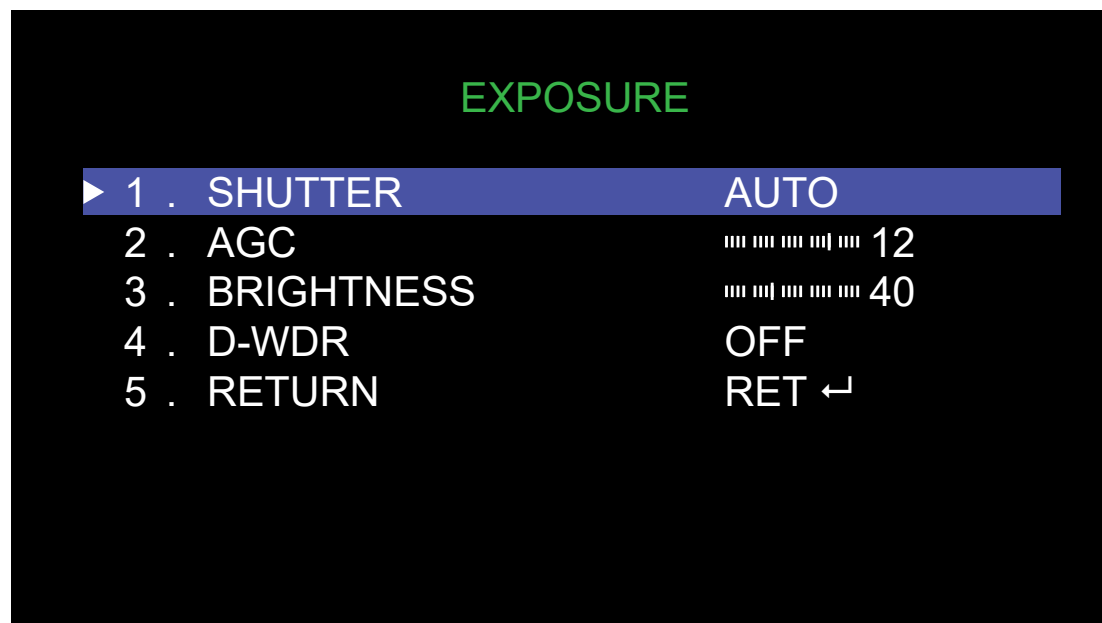 EXPOSURE
1 . SHUTTER AUTO
2 . AGC 12
3 . BRIGHTNESS 40
4 . D-WDR OFF
5 . RETURN RET ↵